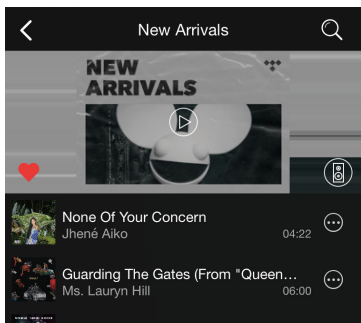 New Arrivals
NEW
ARRIVALS
None Of Your Concern
Jhené Aiko
04:22
Guarding The Gates (From "Queen...
Ms. Lauryn Hill
06:00